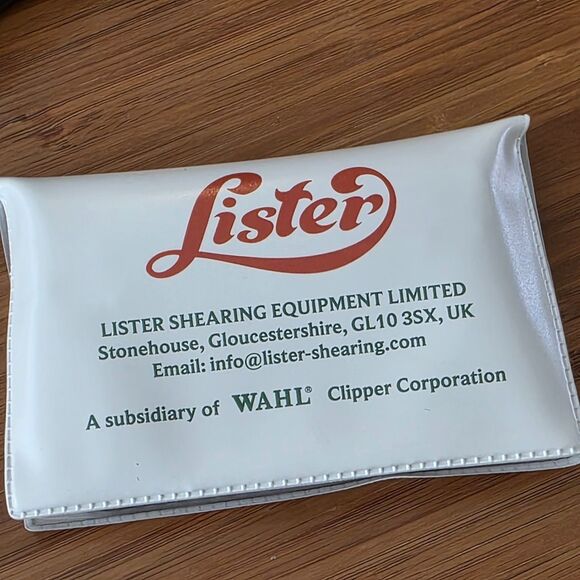 Lister
LISTER SHEARING EQUIPMENT LIMITED
Stonehouse, Gloucestershire, GL10 3SX, UK
Email: info@lister-shearing.com
A subsidiary of WAHL® Clipper Corporation